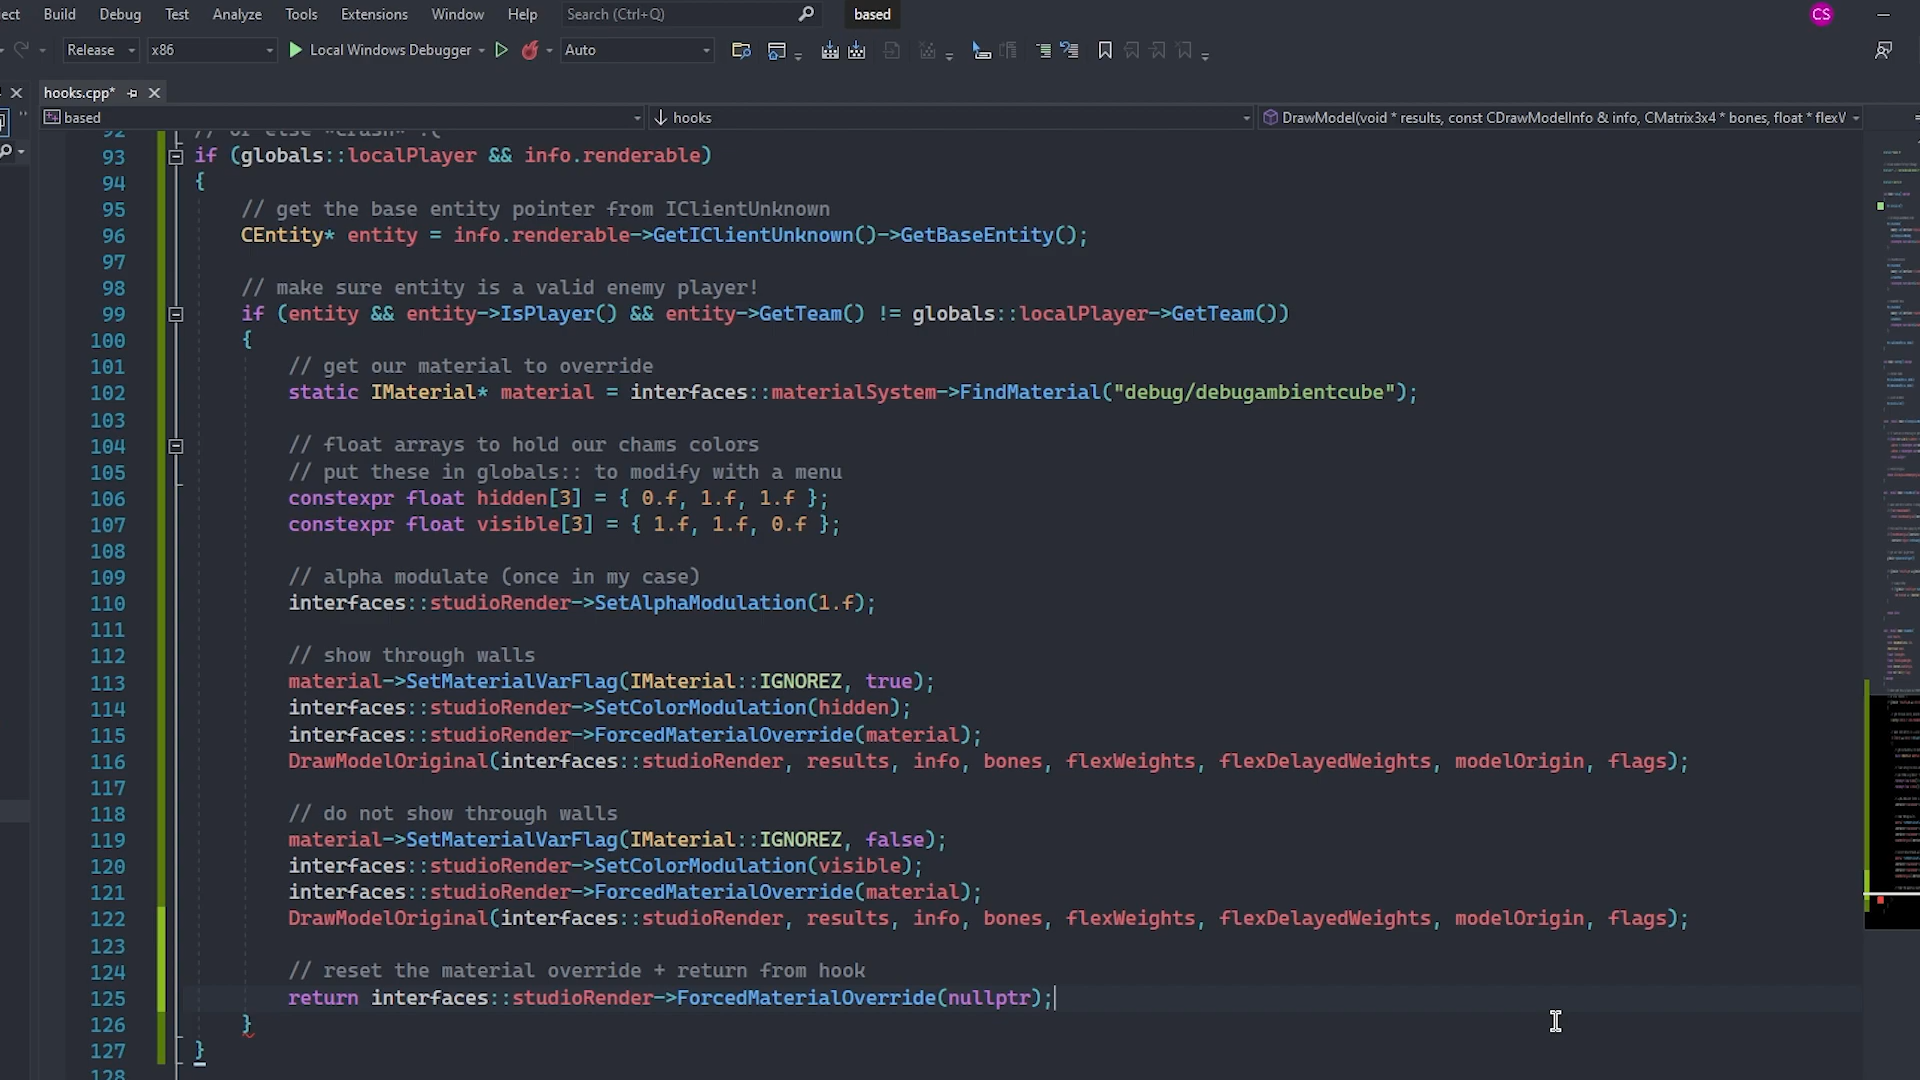 ect Build Debug Test Analyze Tools Extensions Window Help Search (Ctrl+Q) based CS
Release x86 Local Windows Debugger Auto
hooks.cpp*
based hooks DrawModel(void * results, const CDrawModelInfo & info, CMatrix3x4 * bones, float * flexW
92 // or else *crash* :(
93 if (globals::localPlayer && info.renderable)
94 {
95 // get the base entity pointer from IClientUnknown
96 CEntity* entity = info.renderable->GetIClientUnknown()->GetBaseEntity();
97
98 // make sure entity is a valid enemy player!
99 if (entity && entity->IsPlayer() && entity->GetTeam() != globals::localPlayer->GetTeam())
100 {
101 // get our material to override
102 static IMaterial* material = interfaces::materialSystem->FindMaterial("debug/debugambientcube");
103
104 // float arrays to hold our chams colors
105 // put these in globals:: to modify with a menu
106 constexpr float hidden[3] = { 0.f, 1.f, 1.f };
107 constexpr float visible[3] = { 1.f, 1.f, 0.f };
108
109 // alpha modulate (once in my case)
110 interfaces::studioRender->SetAlphaModulation(1.f);
111
112 // show through walls
113 material->SetMaterialVarFlag(IMaterial::IGNOREZ, true);
114 interfaces::studioRender->SetColorModulation(hidden);
115 interfaces::studioRender->ForcedMaterialOverride(material);
116 DrawModelOriginal(interfaces::studioRender, results, info, bones, flexWeights, flexDelayedWeights, modelOrigin, flags);
117
118 // do not show through walls
119 material->SetMaterialVarFlag(IMaterial::IGNOREZ, false);
120 interfaces::studioRender->SetColorModulation(visible);
121 interfaces::studioRender->ForcedMaterialOverride(material);
122 DrawModelOriginal(interfaces::studioRender, results, info, bones, flexWeights, flexDelayedWeights, modelOrigin, flags);
123
124 // reset the material override + return from hook
125 return interfaces::studioRender->ForcedMaterialOverride(nullptr);
126 }
127 }
128